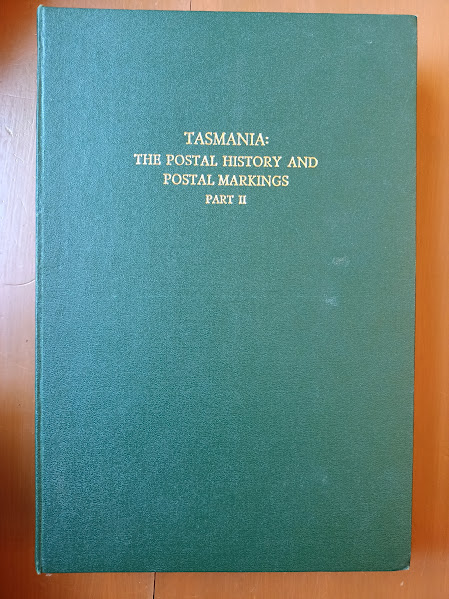 TASMANIA:
THE POSTAL HISTORY AND
POSTAL MARKINGS
PART II